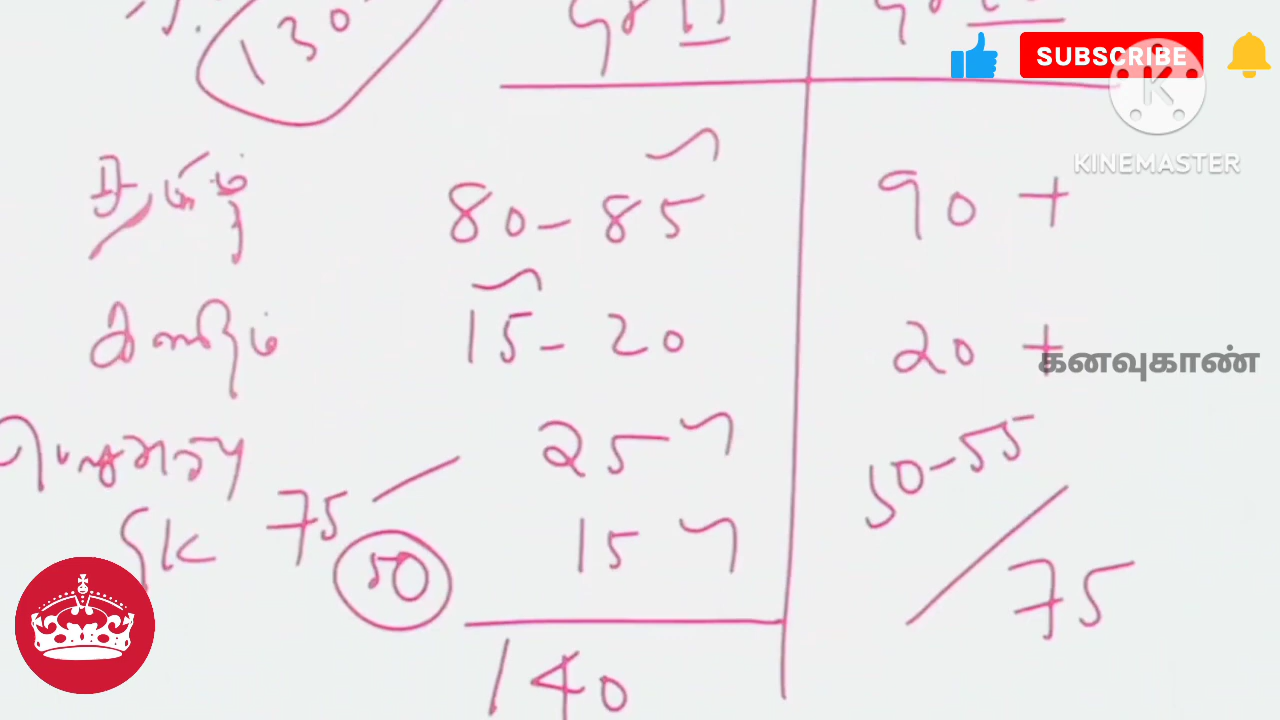 130
SUBSCRIBE
K
KINEMASTER
தமிழ் 80-85 90 +
கணிதம் 15-20 20 +
கனவுகாண்
25 50-55
GK 75 / 50 15 / 75
140